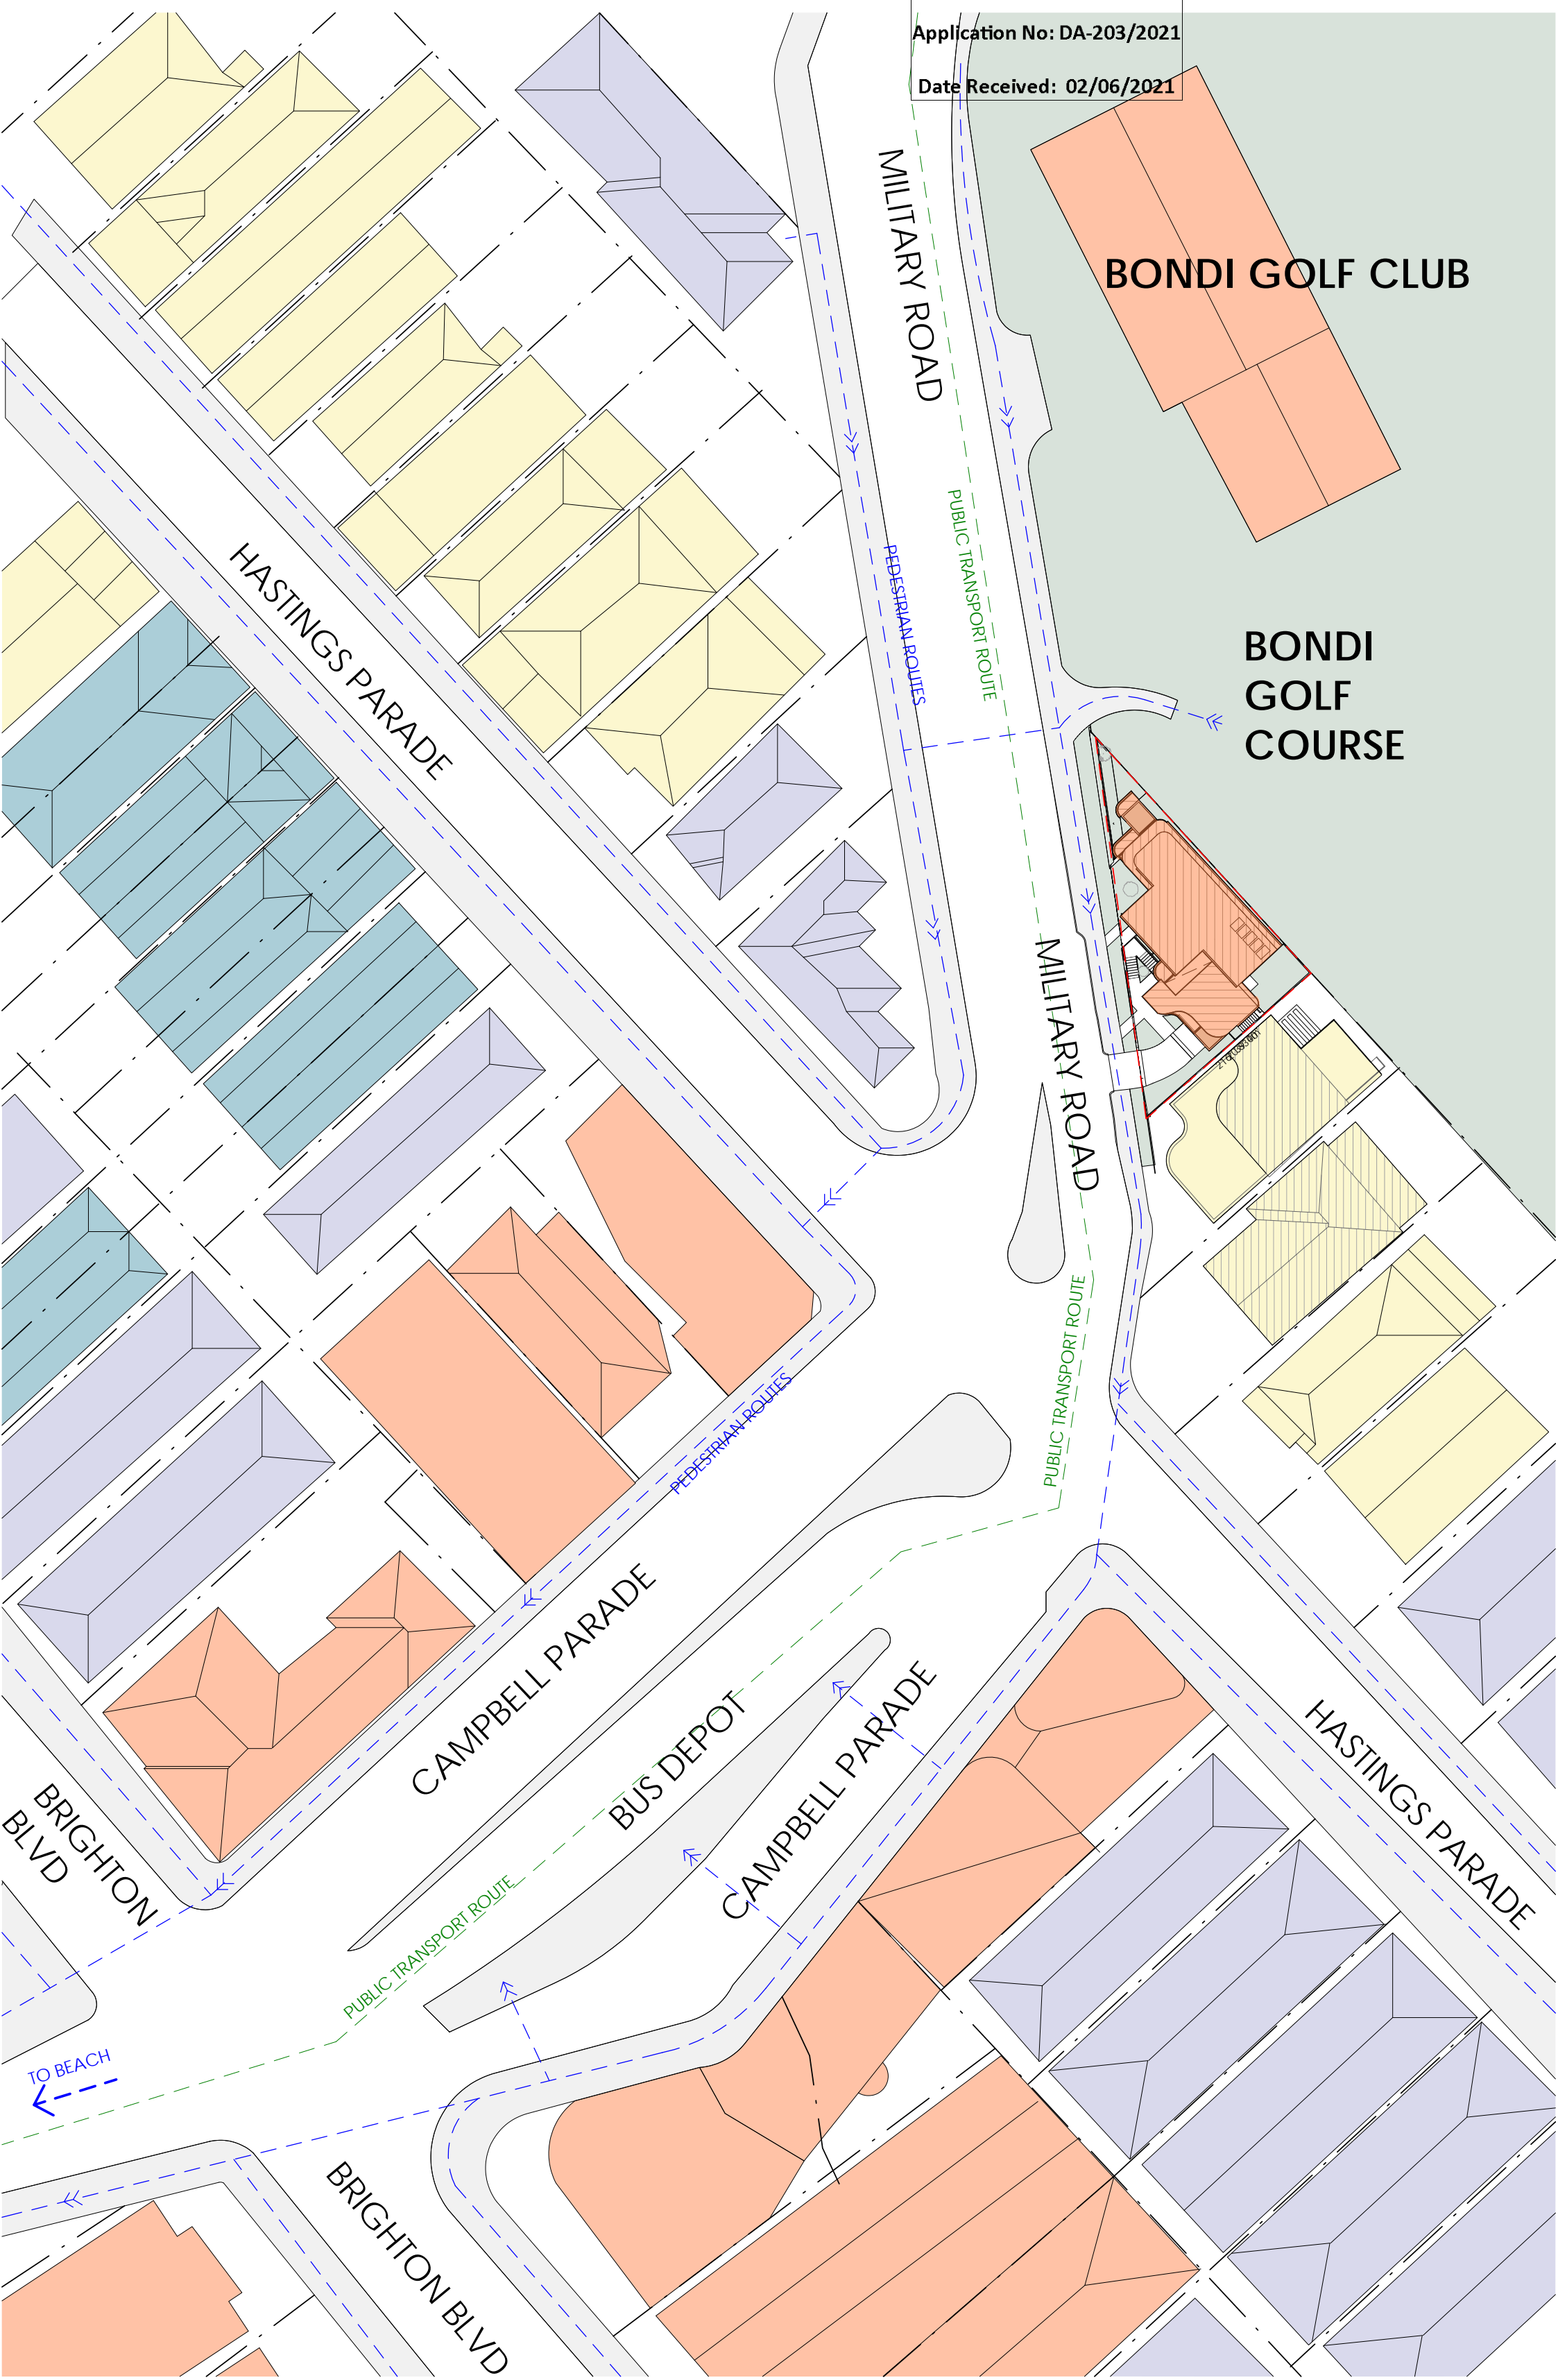 Application No: DA-203/2021
Date Received: 02/06/2021
MILITARY ROAD
BONDI GOLF CLUB
PUBLIC TRANSPORT ROUTE
PEDESTRIAN ROUTES
HASTINGS PARADE
BONDI
GOLF
COURSE
MILITARY ROAD
PUBLIC TRANSPORT ROUTE
PEDESTRIAN ROUTES
CAMPBELL PARADE
BUS DEPOT
CAMPBELL PARADE
HASTINGS PARADE
BRIGHTON
BLVD
PUBLIC TRANSPORT ROUTE
TO BEACH
BRIGHTON BLVD